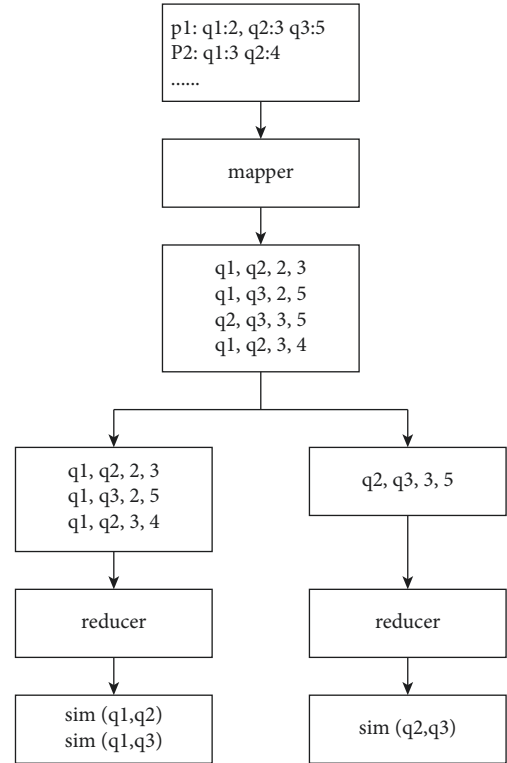 p1: q1:2, q2:3 q3:5
P2: q1:3 q2:4
......
mapper
q1, q2, 2, 3
q1, q3, 2, 5
q2, q3, 3, 5
q1, q2, 3, 4
q1, q2, 2, 3
q1, q3, 2, 5
q1, q2, 3, 4
q2, q3, 3, 5
reducer
reducer
sim (q1,q2)
sim (q1,q3)
sim (q2,q3)